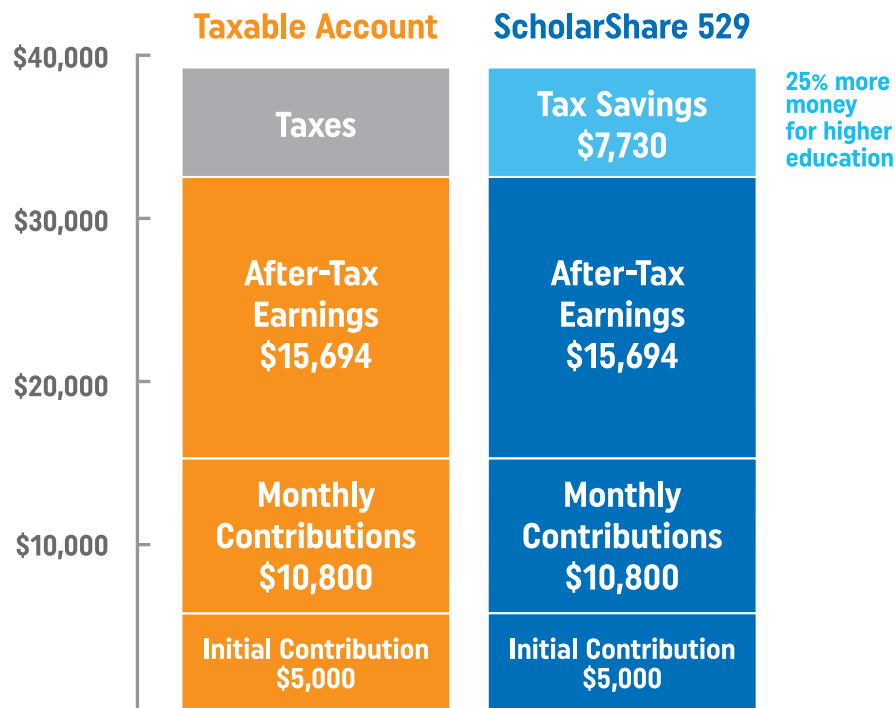 Taxable Account
ScholarShare 529
$40,000
$30,000
$20,000
$10,000
Taxes
After-Tax
Earnings
$15,694
Monthly
Contributions
$10,800
Initial Contribution
$5,000
Tax Savings
$7,730
After-Tax
Earnings
$15,694
Monthly
Contributions
$10,800
Initial Contribution
$5,000
25% more
money
for higher
education